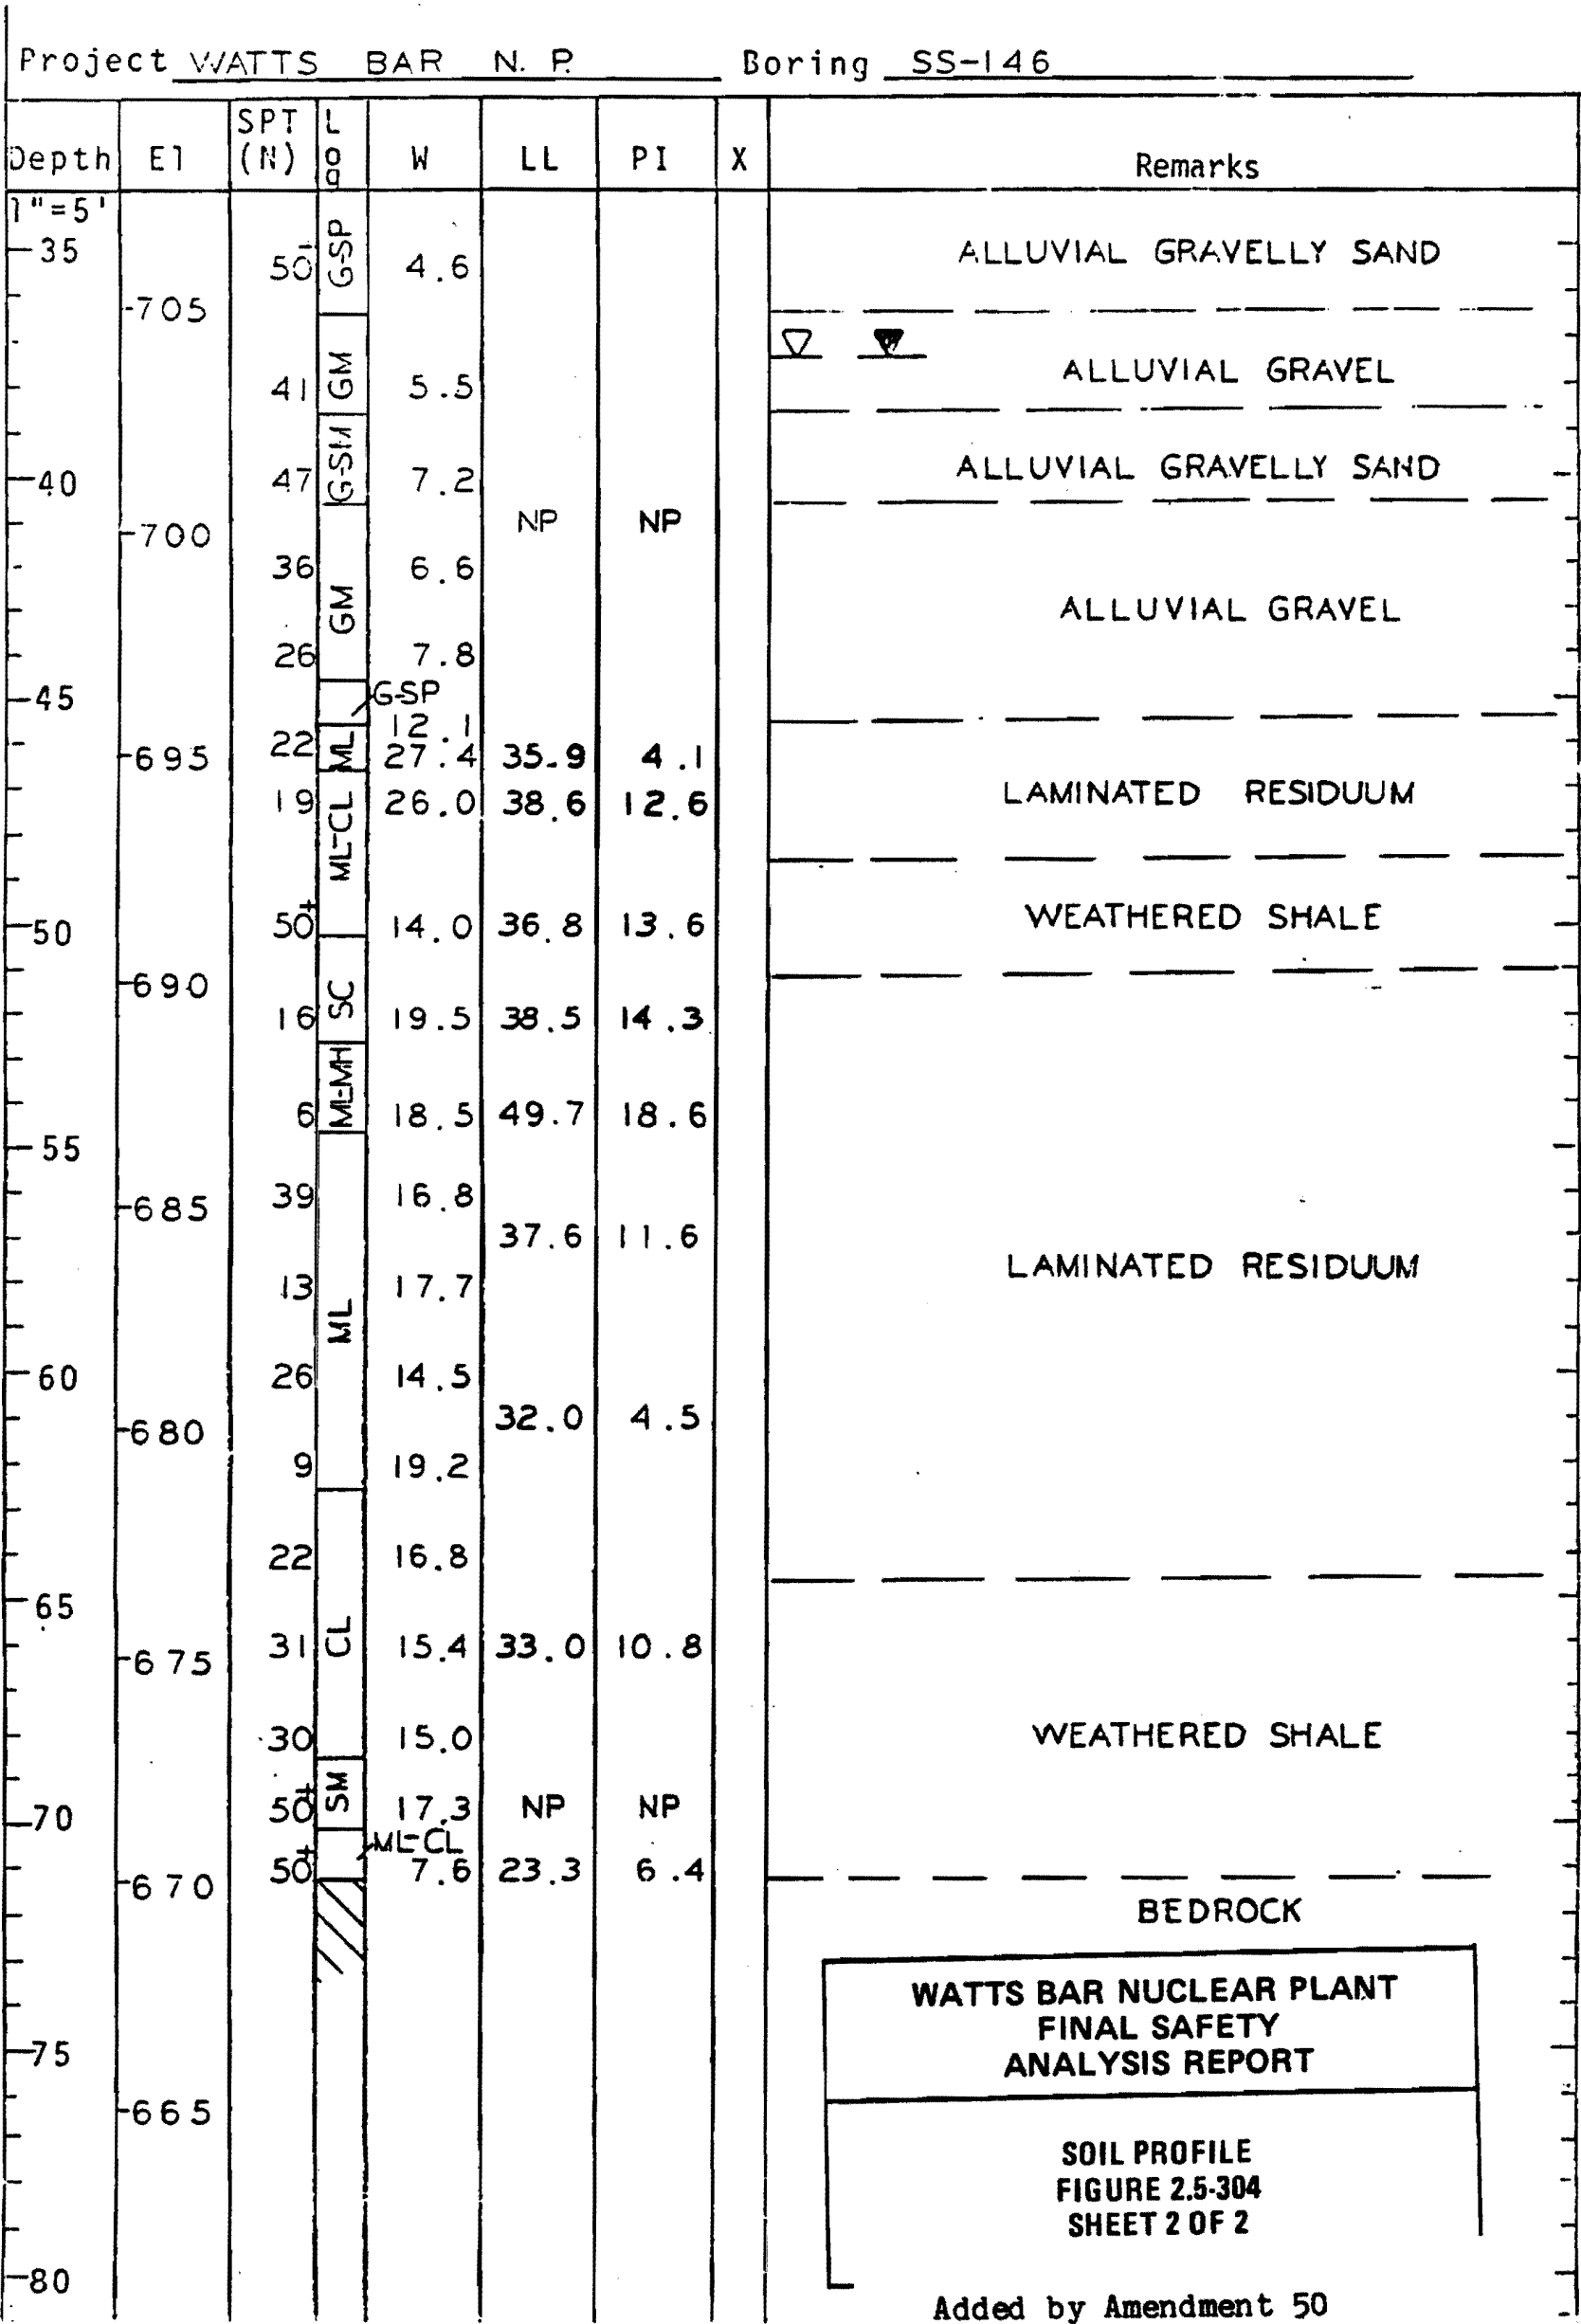 Project WATTS BAR N. P. Boring SS-146
Depth El SPT (N) Log W LL PI X Remarks
1"=5'
35 50 G-SP 4.6 ALLUVIAL GRAVELLY SAND
705
41 GM 5.5 ALLUVIAL GRAVEL
40 47 G-SM 7.2 ALLUVIAL GRAVELLY SAND
700 NP NP
36 6.6
GM ALLUVIAL GRAVEL
26 7.8
45 G-SP
12.1
695 22 ML 27.4 35.9 4.1
19 ML-CL 26.0 38.6 12.6 LAMINATED RESIDUUM
50 50+ 14.0 36.8 13.6 WEATHERED SHALE
690
16 SC 19.5 38.5 14.3
6 ML-MH 18.5 49.7 18.6
55
685 39 16.8
37.6 11.6
LAMINATED RESIDUUM
13 ML 17.7
60 26 14.5
680 32.0 4.5
9 19.2
22 16.8
65
675 31 CL 15.4 33.0 10.8
30 15.0 WEATHERED SHALE
70 50+ SM 17.3 NP NP
ML-CL
670 50+ 7.6 23.3 6.4
BEDROCK
WATTS BAR NUCLEAR PLANT
FINAL SAFETY
ANALYSIS REPORT
75
665
SOIL PROFILE
FIGURE 2.5-304
SHEET 2 OF 2
80
Added by Amendment 50